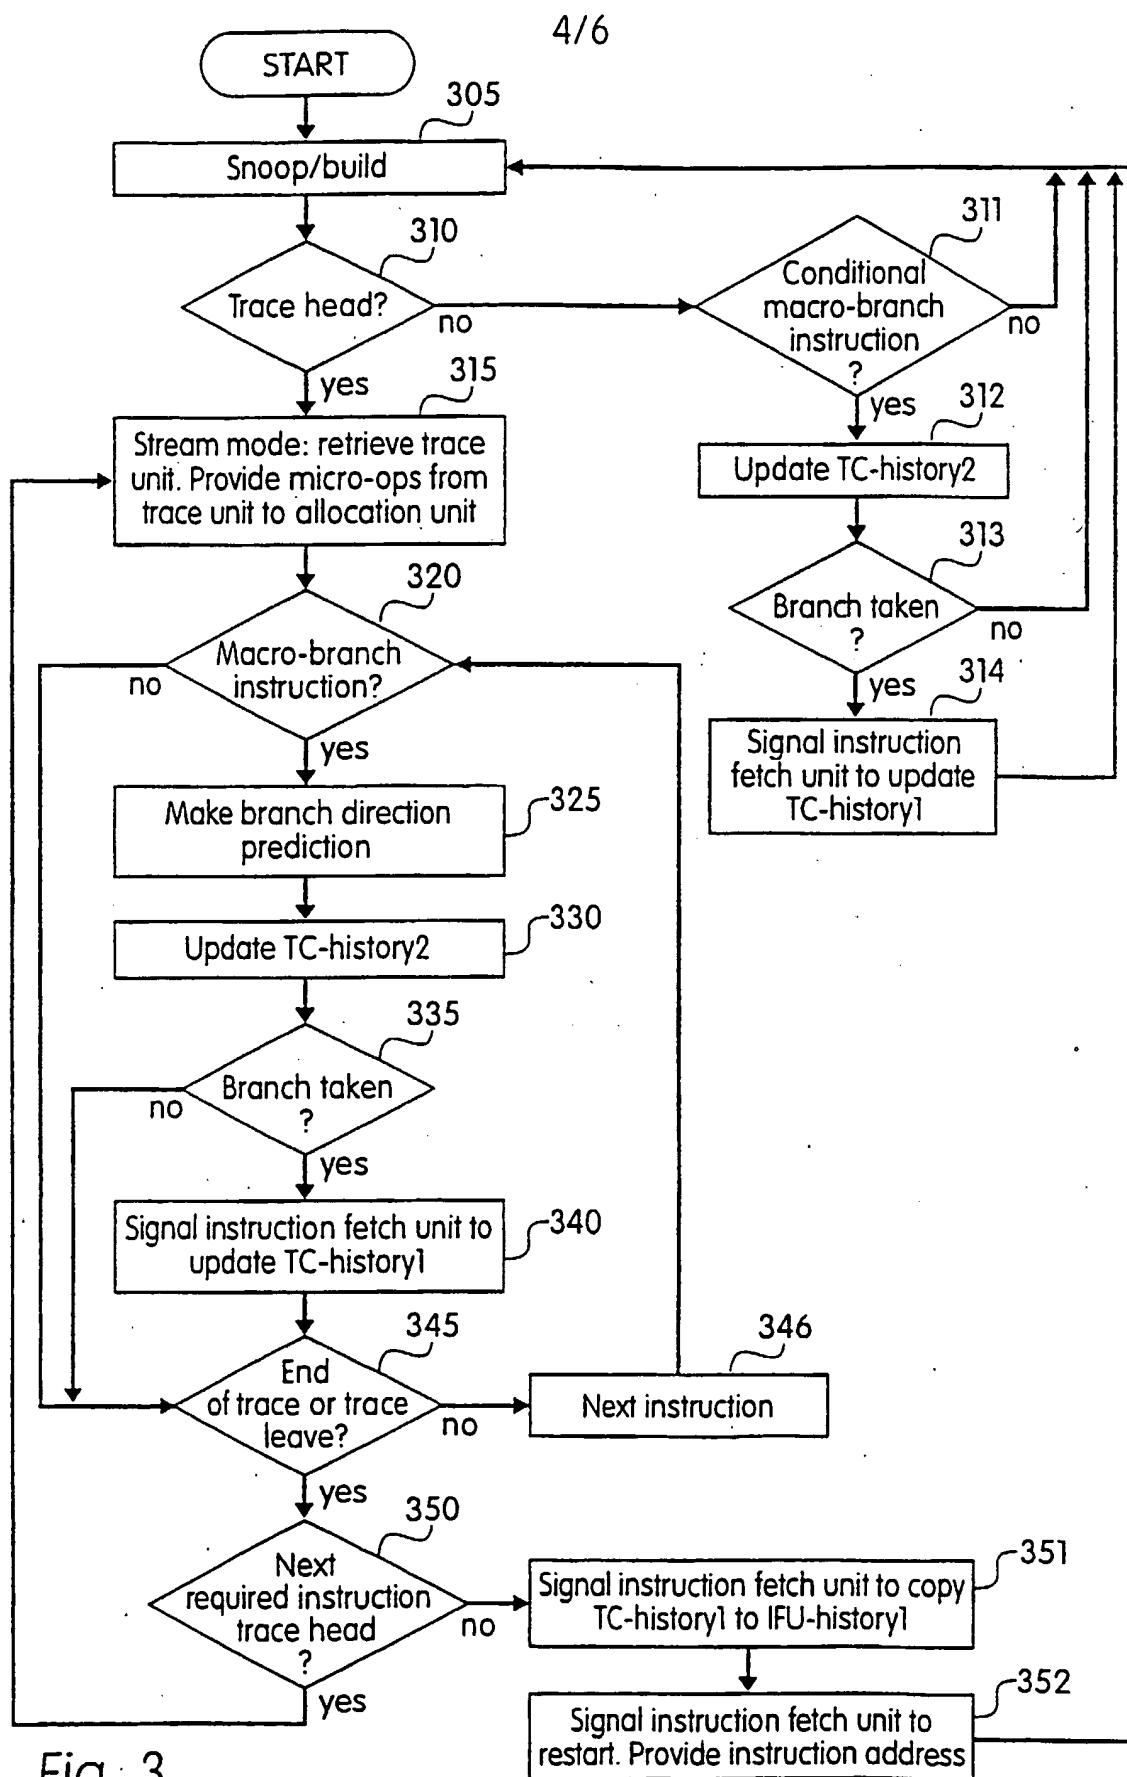 4/6
START
305
Snoop/build
310
Trace head?
no
yes
311
Conditional
macro-branch
instruction
?
no
yes
312
Update TC-history2
313
Branch taken
?
no
yes
314
Signal instruction
fetch unit to update
TC-history1
315
Stream mode: retrieve trace
unit. Provide micro-ops from
trace unit to allocation unit
320
Macro-branch
instruction?
no
yes
Make branch direction
prediction
325
Update TC-history2
330
335
Branch taken
?
no
yes
Signal instruction fetch unit to
update TC-history1
340
345
End
of trace or trace
leave?
no
yes
346
Next instruction
350
Next
required instruction
trace head
?
no
yes
351
Signal instruction fetch unit to copy
TC-history1 to IFU-history1
352
Signal instruction fetch unit to
restart. Provide instruction address
Fig. 3